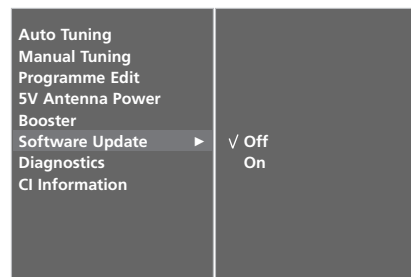 Auto Tuning
Manual Tuning
Programme Edit
5V Antenna Power
Booster
Software Update ► √ Off
Diagnostics On
CI Information